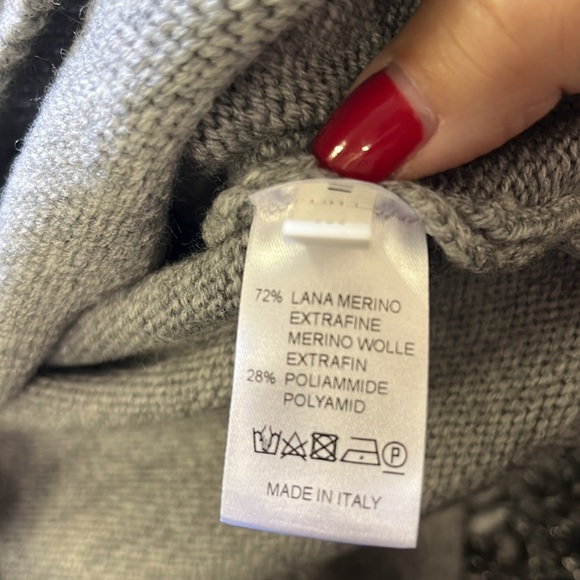 72% LANA MERINO
EXTRAFINE
MERINO WOLLE
EXTRAFIN
28% POLIAMMIDE
POLYAMID
P
MADE IN ITALY